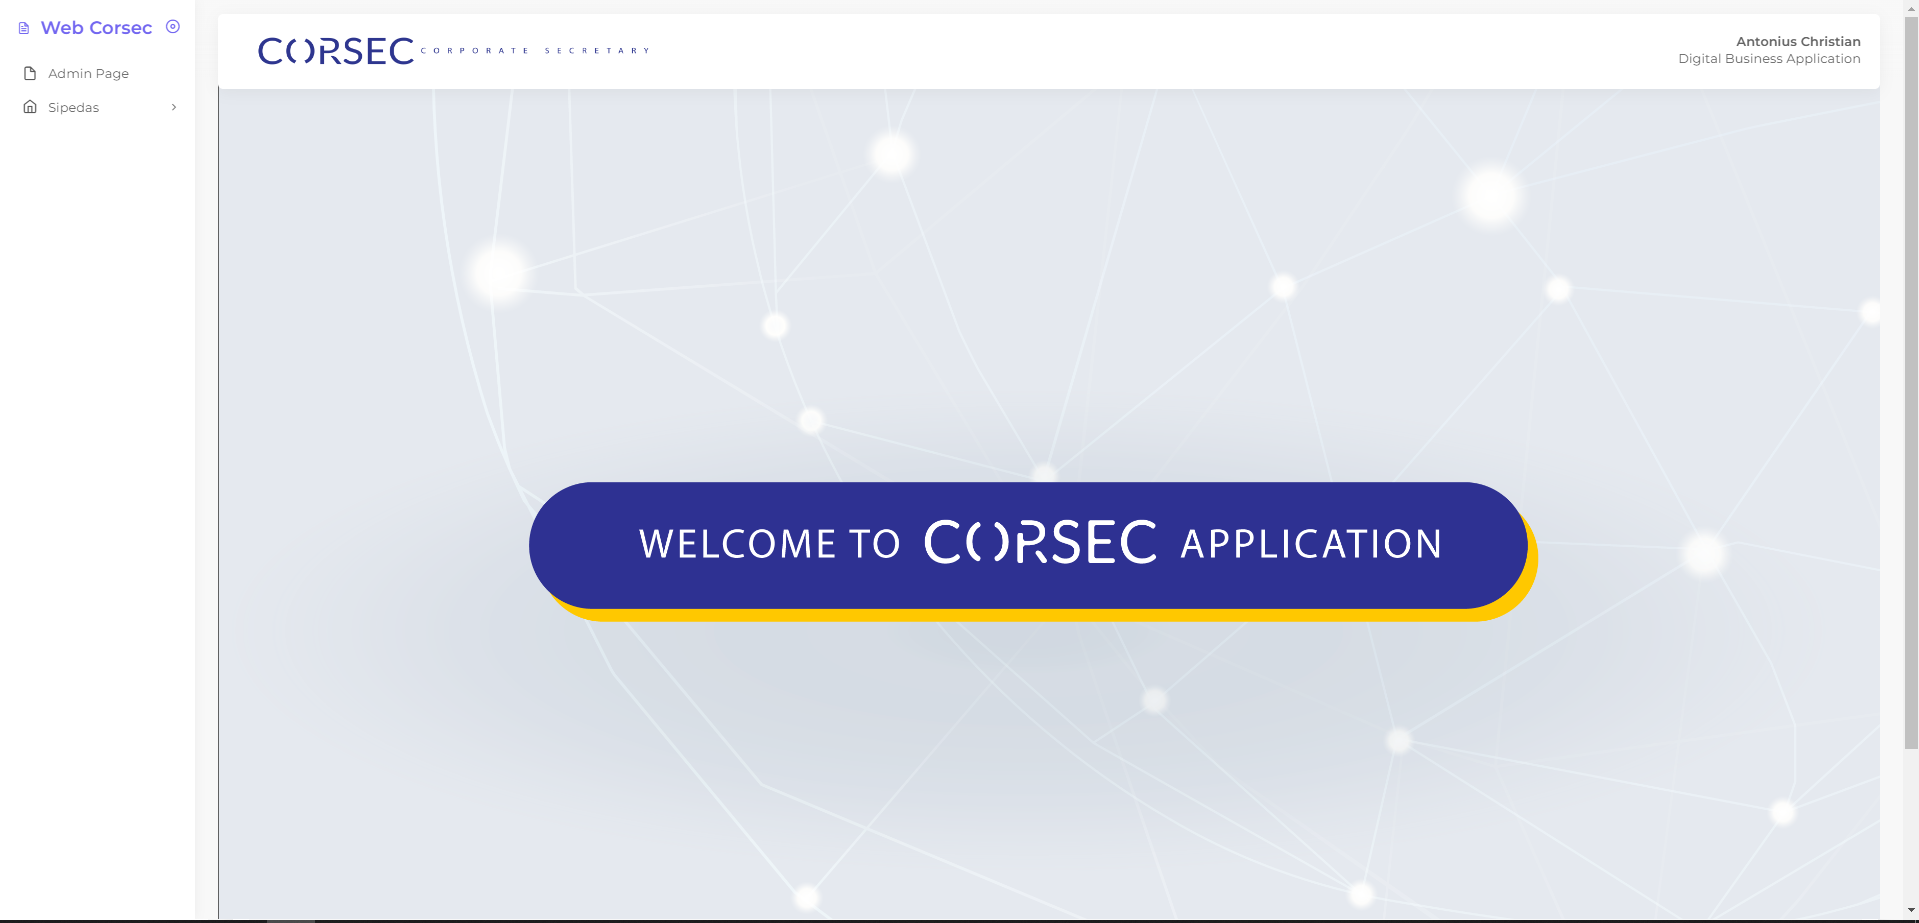 Web Corsec
Admin Page
Sipedas
CORSEC CORPORATE SECRETARY
Antonius Christian
Digital Business Application
WELCOME TO CORSEC APPLICATION